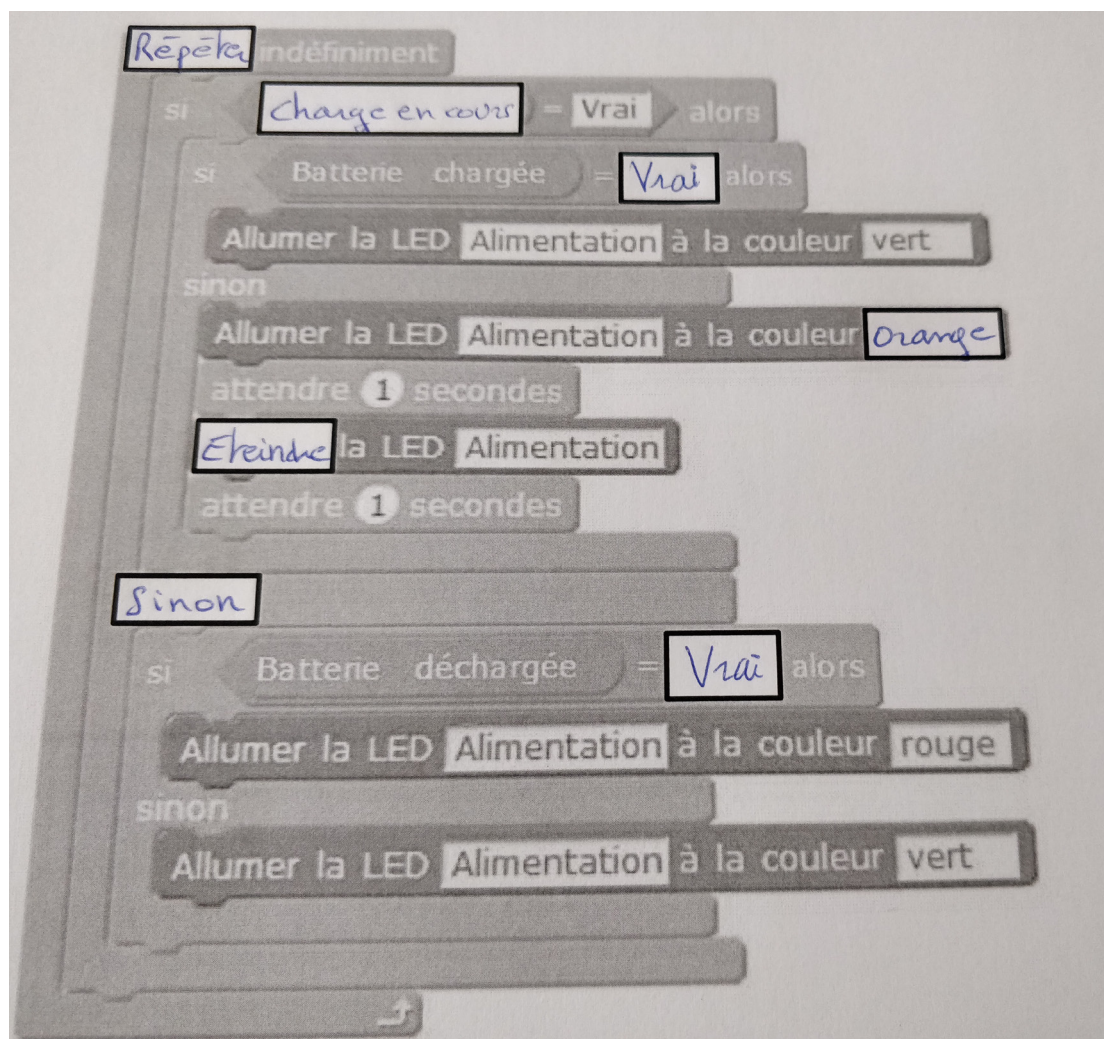 Répéter indéfiniment
si Charge en cours = Vrai alors
si Batterie chargée = Vrai alors
Allumer la LED Alimentation à la couleur vert
sinon
Allumer la LED Alimentation à la couleur Orange
attendre 1 secondes
Eteindre la LED Alimentation
attendre 1 secondes
Sinon
si Batterie déchargée = Vrai alors
Allumer la LED Alimentation à la couleur rouge
sinon
Allumer la LED Alimentation à la couleur vert